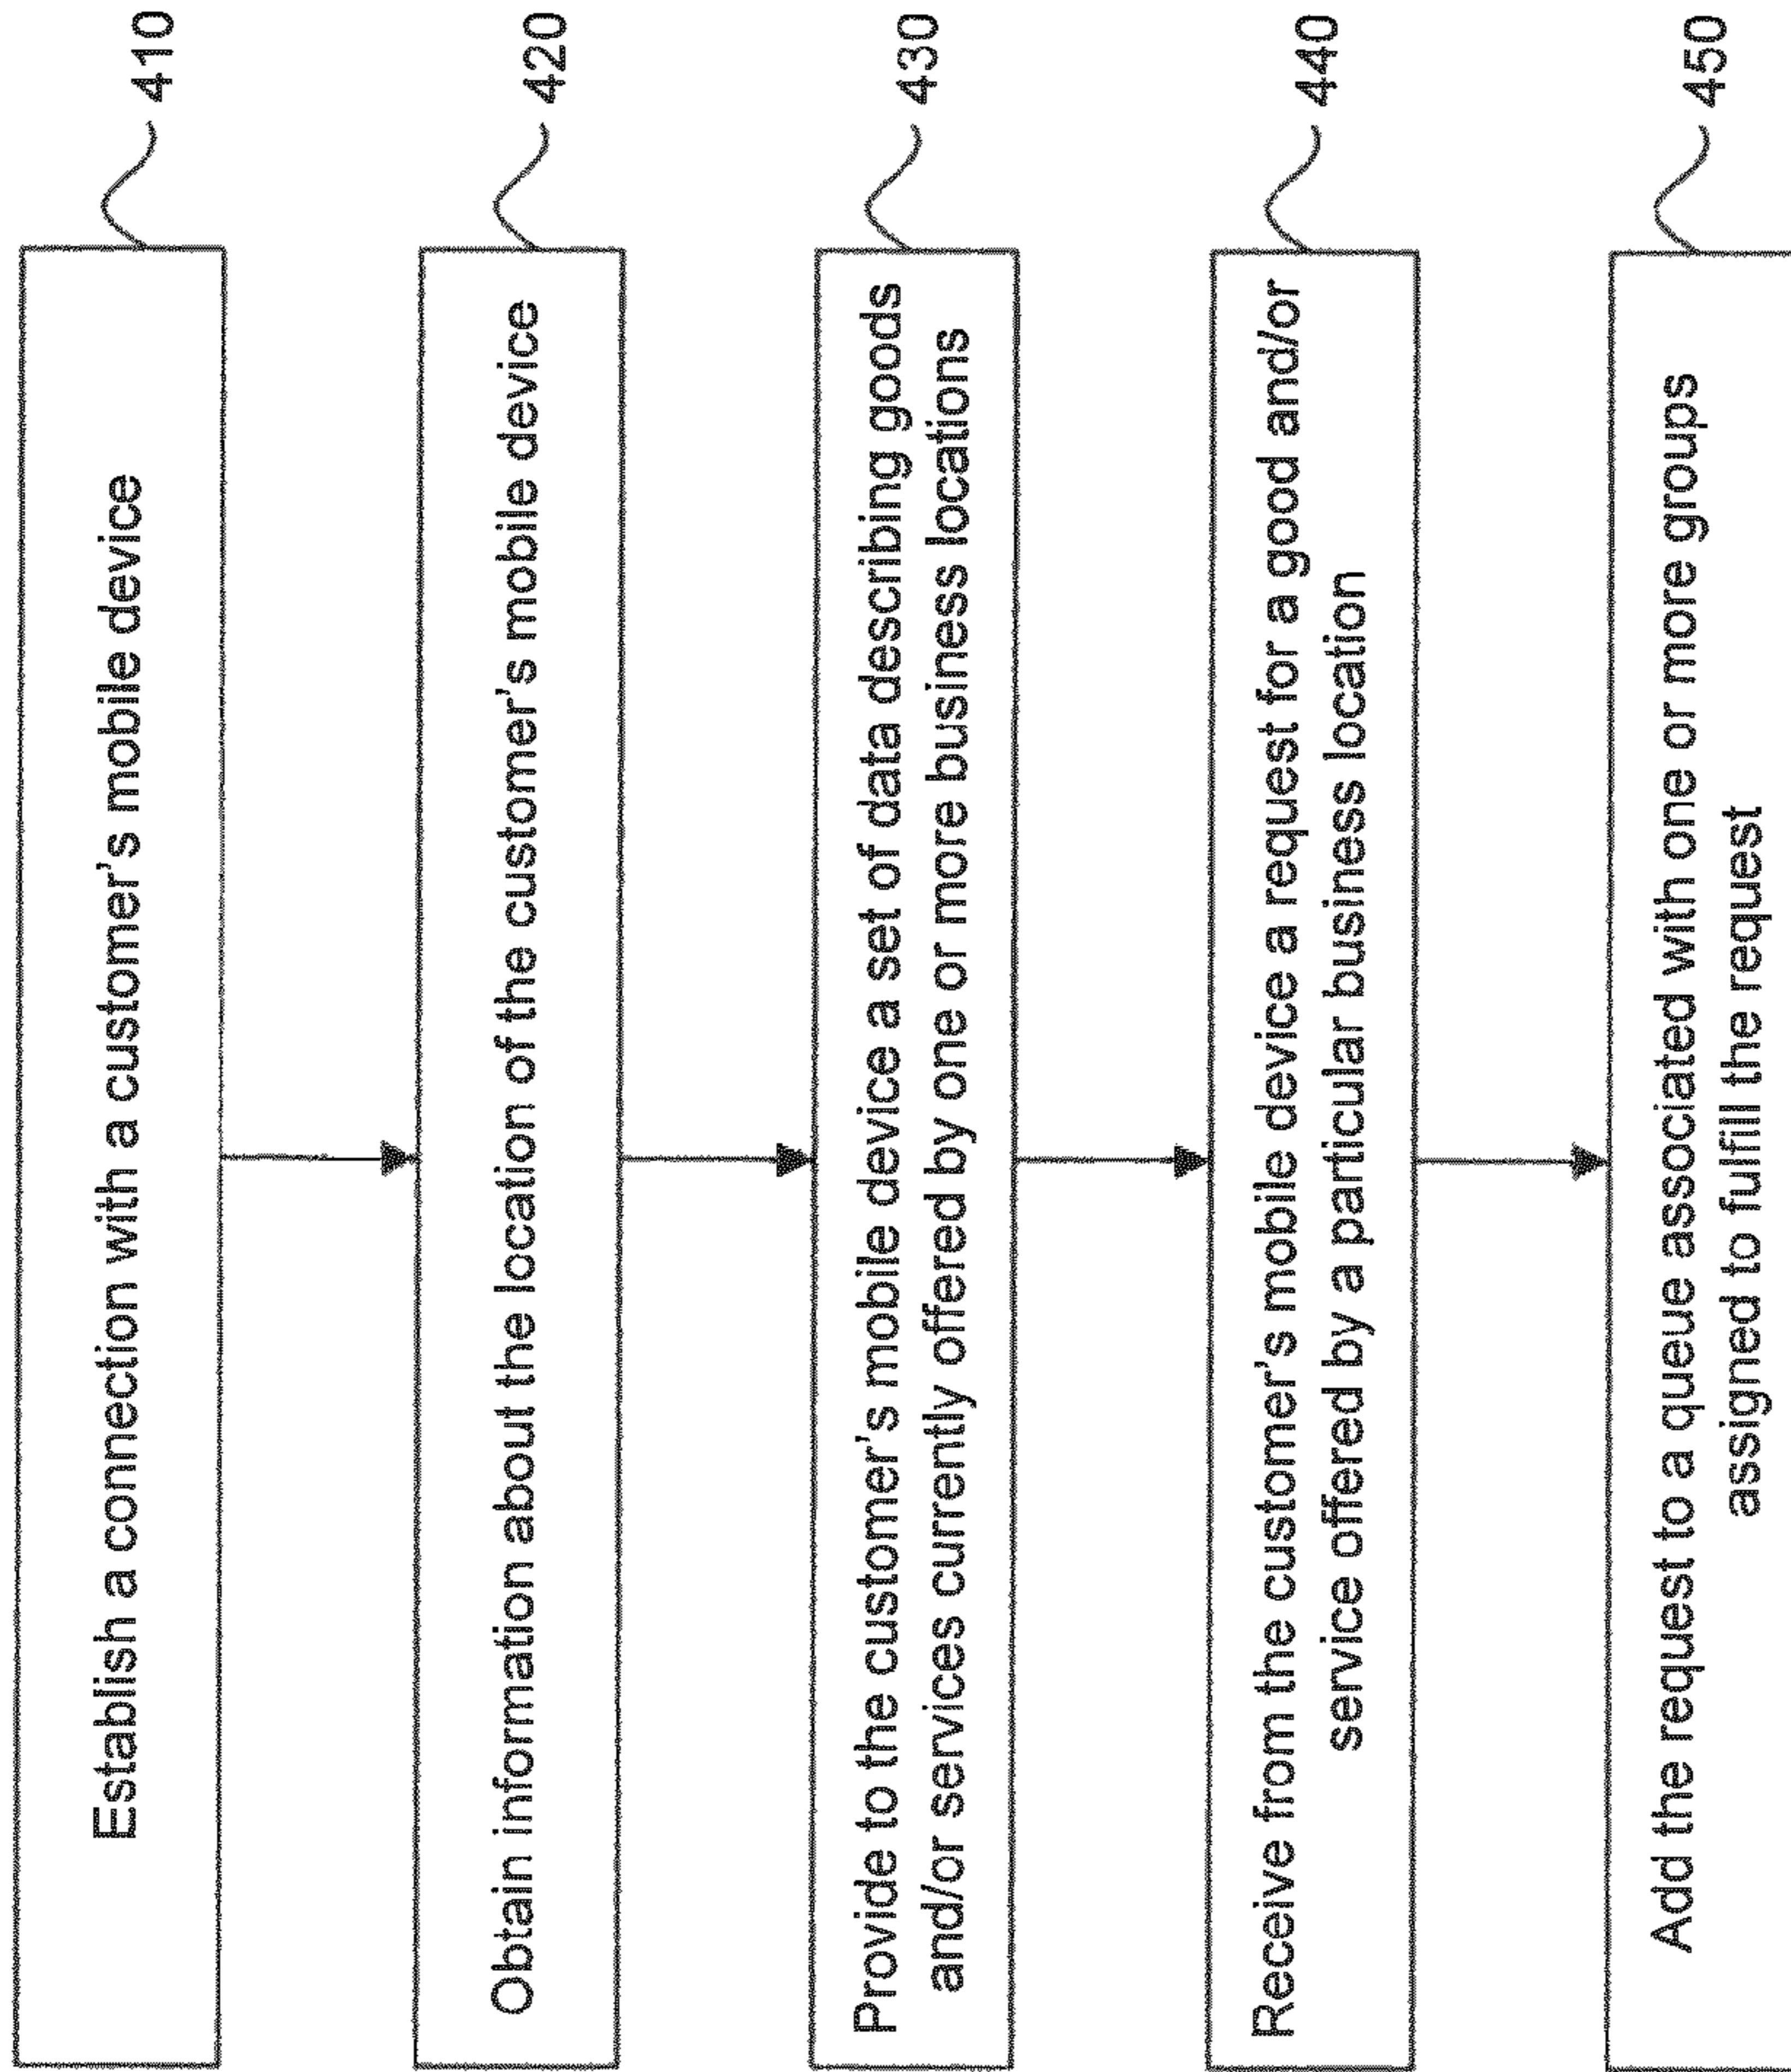 Establish a connection with a customer's mobile device
410
Obtain information about the location of the customer's mobile device
420
Provide to the customer's mobile device a set of data describing goods
and/or services currently offered by one or more business locations
430
Receive from the customer's mobile device a request for a good and/or
service offered by a particular business location
440
Add the request to a queue associated with one or more groups
assigned to fulfill the request
450